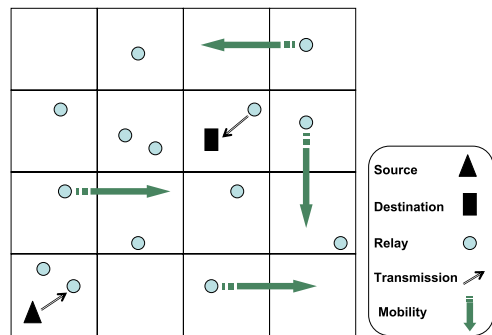 Source
Destination
Relay
Transmission
Mobility